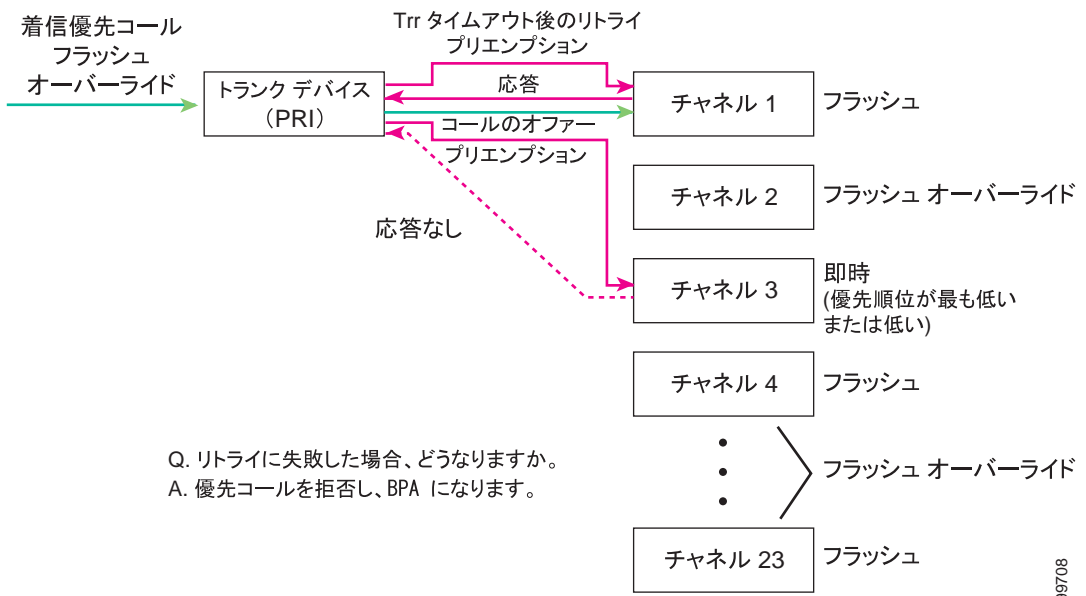 着信優先コール
フラッシュ
オーバーライド
Trr タイムアウト後のリトライ
プリエンプション
トランク デバイス
（PRI）
応答
コールのオファー
プリエンプション
応答なし
チャネル 1
フラッシュ
チャネル 2
フラッシュ オーバーライド
チャネル 3
即時
(優先順位が最も低い
または低い)
チャネル 4
フラッシュ
フラッシュ オーバーライド
Q. リトライに失敗した場合、どうなりますか。
A. 優先コールを拒否し、BPA になります。
チャネル 23
フラッシュ